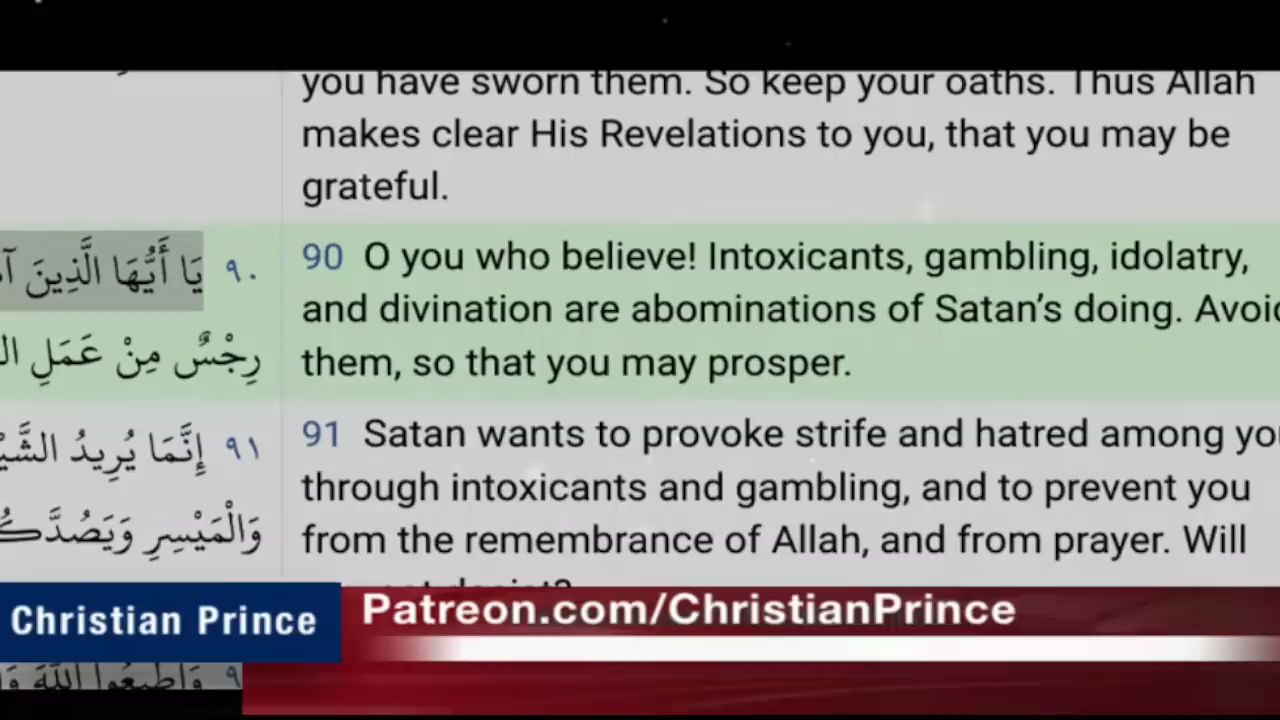 you have sworn them. So keep your oaths. Thus Allah
makes clear His Revelations to you, that you may be
grateful.
٩٠ يَا أَيُّهَا الَّذِينَ
90 O you who believe! Intoxicants, gambling, idolatry,
and divination are abominations of Satan's doing. Avoid
رِجْسٌ مِنْ عَمَلِ
them, so that you may prosper.
٩١ إِنَّمَا يُرِيدُ
91 Satan wants to provoke strife and hatred among you
through intoxicants and gambling, and to prevent you
وَالْمَيْسِرِ
from the remembrance of Allah, and from prayer. Will
Christian Prince
Patreon.com/ChristianPrince
وَأَطِيعُوا اللَّهَ